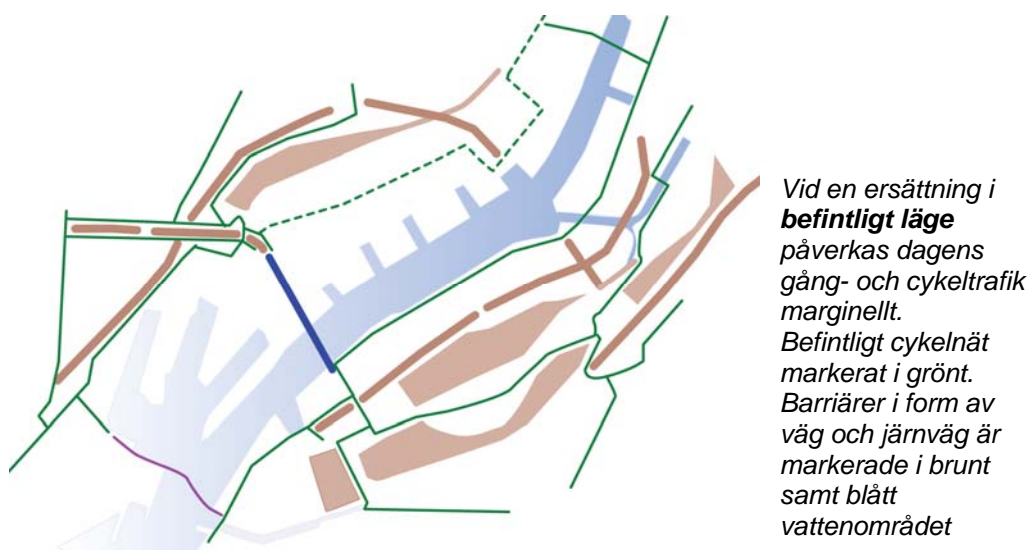 Vid en ersättning i
befintligt läge
påverkas dagens
gång- och cykeltrafik
marginellt.
Befintligt cykelnät
markerat i grönt.
Barriärer i form av
väg och järnväg är
markerade i brunt
samt blått
vattenområdet